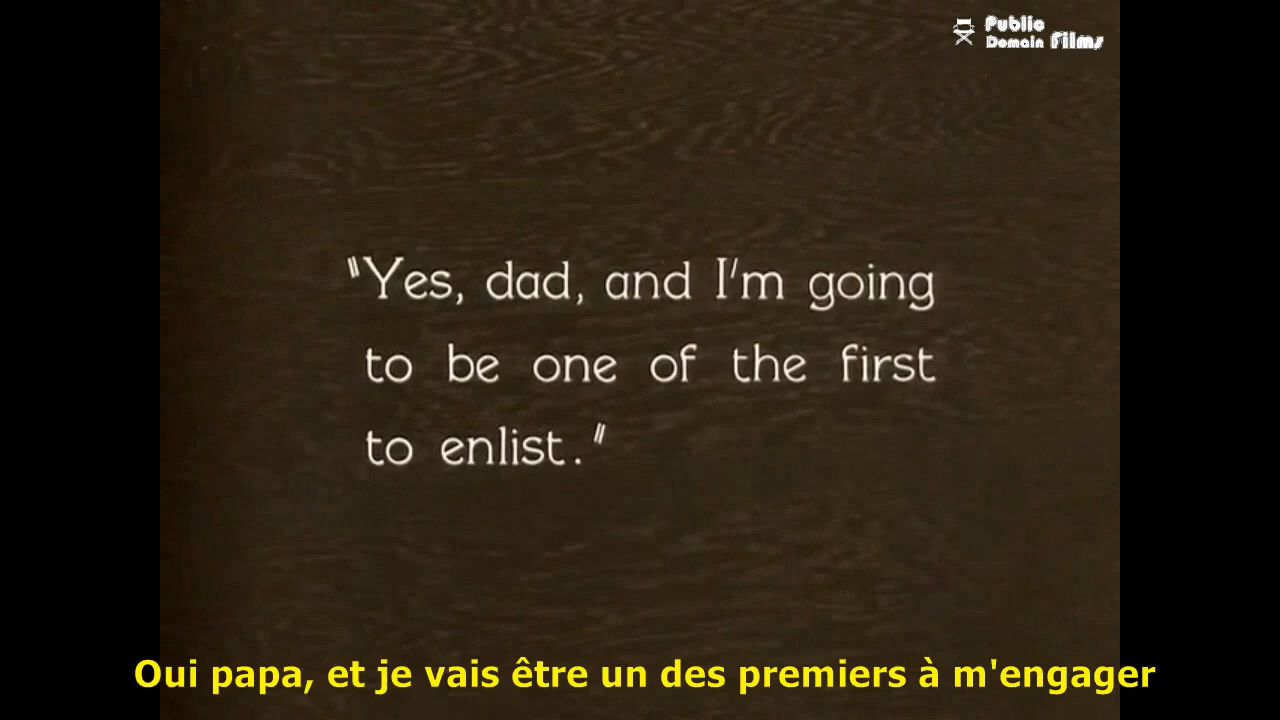 Public
Domain Films
"Yes, dad, and I'm going
to be one of the first
to enlist."
Oui papa, et je vais être un des premiers à m'engager